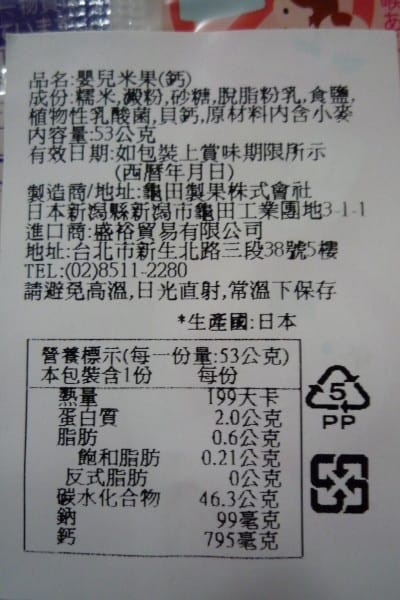 品名:嬰兒米果(鈣)
成份:糯米,澱粉,砂糖,脫脂粉乳,食鹽,
植物性乳酸菌,貝鈣,原材料內含小麥
內容量:53公克
有效日期:如包裝上賞味期限所示
(西曆年月日)
製造商/地址:龜田製果株式會社
日本新潟縣新潟市龜田工業團地3-1-1
進口商:盛裕貿易有限公司
地址:台北市新生北路三段38號5樓
TEL:(02)8511-2280
請避免高溫,日光直射,常溫下保存
*生產國:日本
營養標示(每一份量:53公克)
本包裝含1份 每份
熱量 199大卡
蛋白質 2.0公克
脂肪 0.6公克
飽和脂肪 0.21公克
反式脂肪 0公克
碳水化合物 46.3公克
鈉 99毫克
鈣 795毫克
5
PP